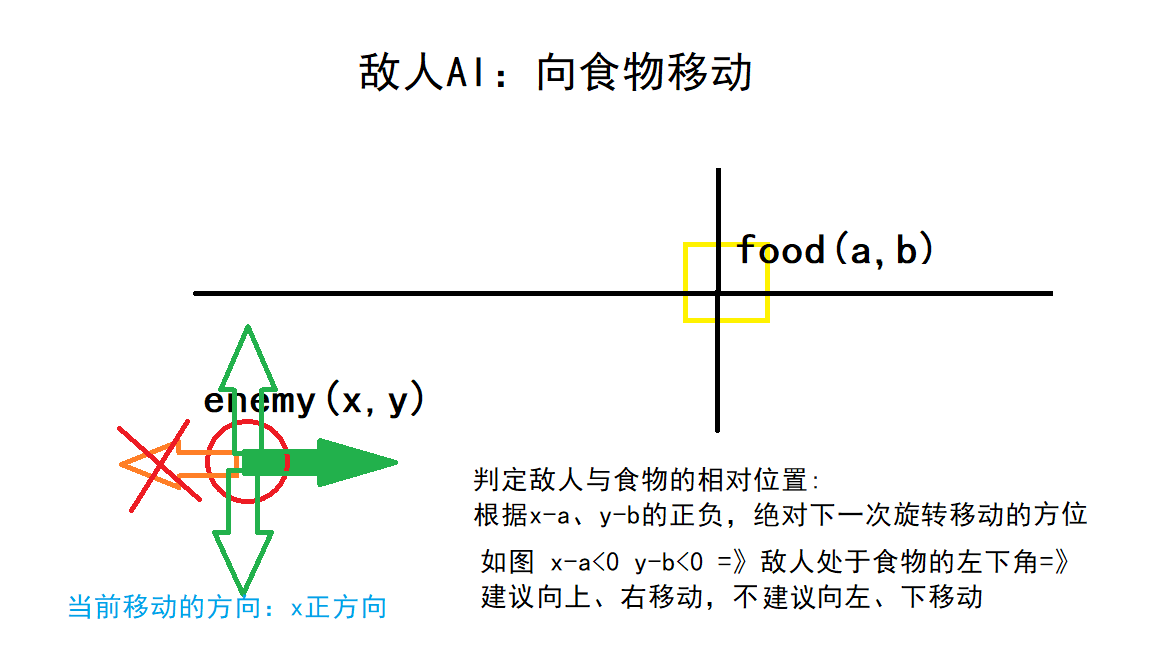 敌人AI：向食物移动
food(a,b)
enemy(x,y)
判定敌人与食物的相对位置:
根据x-a、y-b的正负，绝对下一次旋转移动的方位
如图 x-a<0 y-b<0 =》敌人处于食物的左下角=》
建议向上、右移动，不建议向左、下移动
当前移动的方向：x正方向